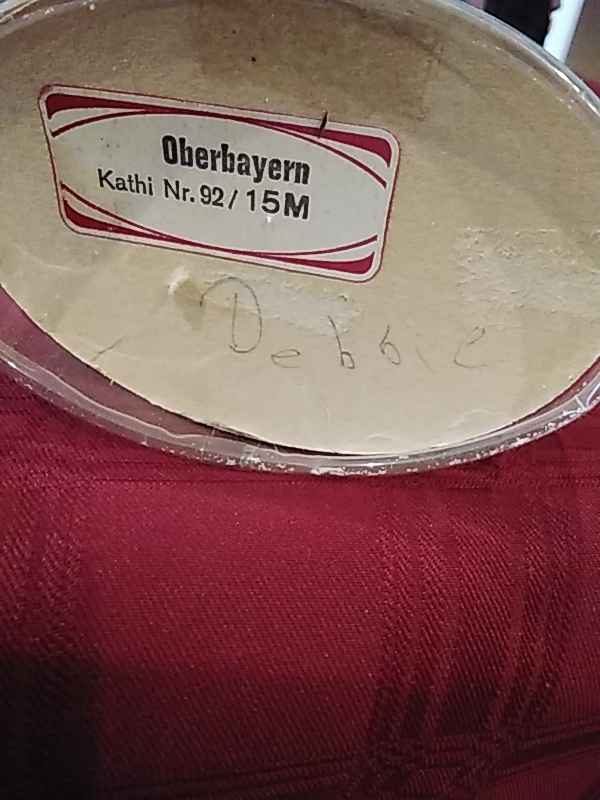 Oberbayern
Kathi Nr. 92/15M
Debbie